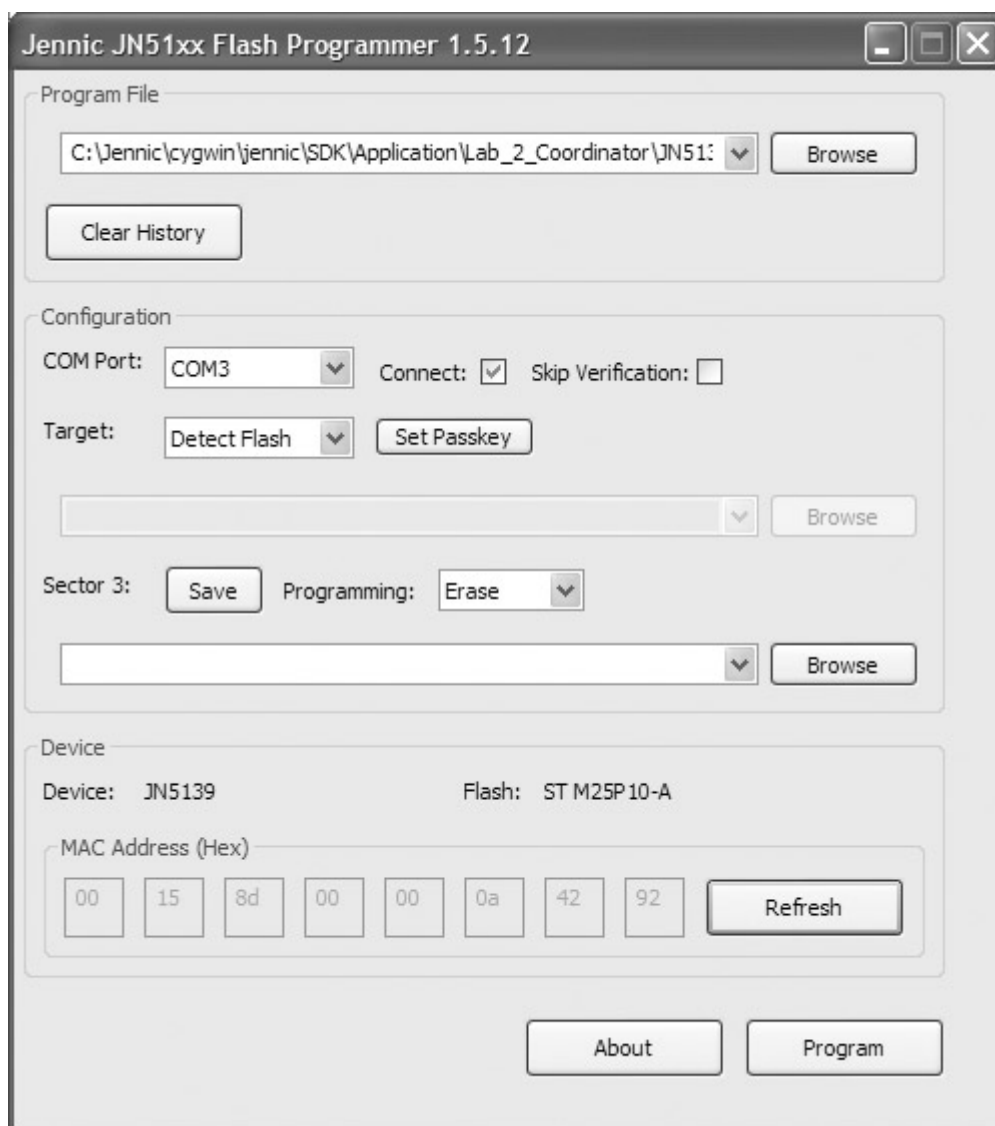 Jennic JN51xx Flash Programmer 1.5.12
Program File
C:\Jennic\cygwin\jennic\SDK\Application\Lab_2_Coordinator\JN513 Browse
Clear History
Configuration
COM Port: COM3 Connect: Skip Verification:
Target: Detect Flash Set Passkey
Browse
Sector 3: Save Programming: Erase
Browse
Device
Device: JN5139 Flash: ST M25P10-A
MAC Address (Hex)
00 15 8d 00 00 0a 42 92 Refresh
About Program